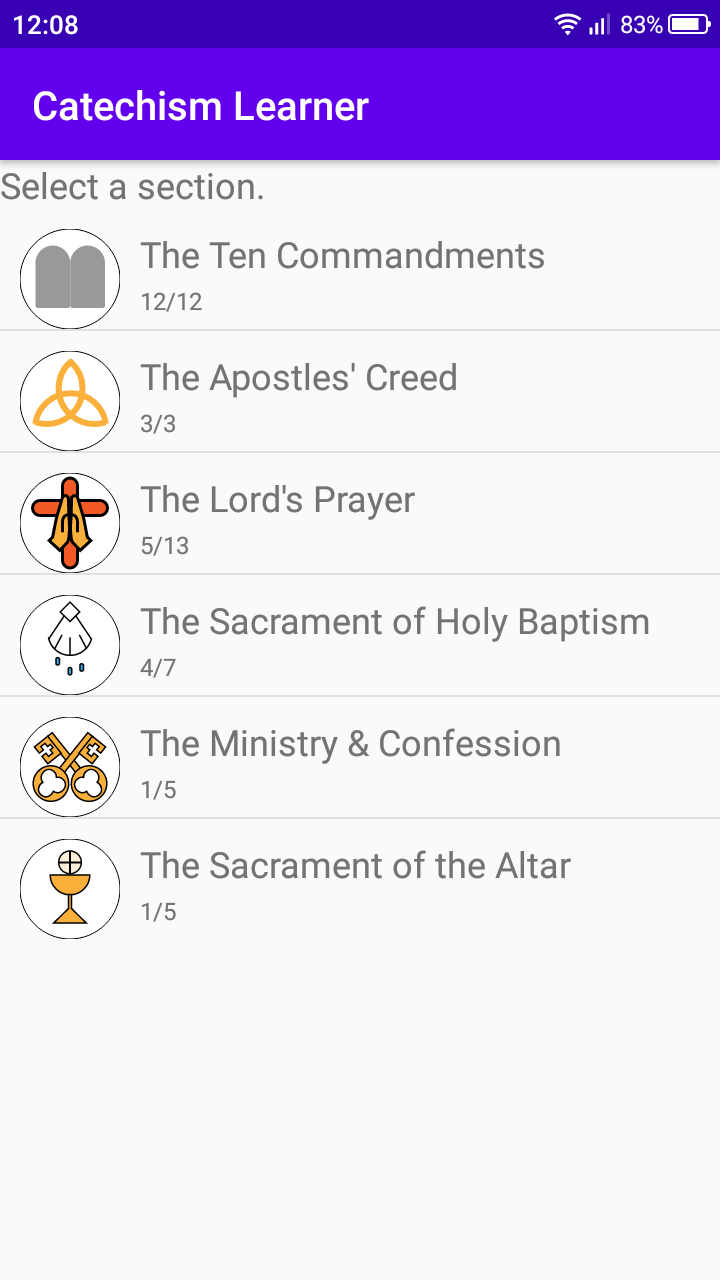 12:08 83%
Catechism Learner
Select a section.
The Ten Commandments
12/12
The Apostles' Creed
3/3
The Lord's Prayer
5/13
The Sacrament of Holy Baptism
4/7
The Ministry & Confession
1/5
The Sacrament of the Altar
1/5